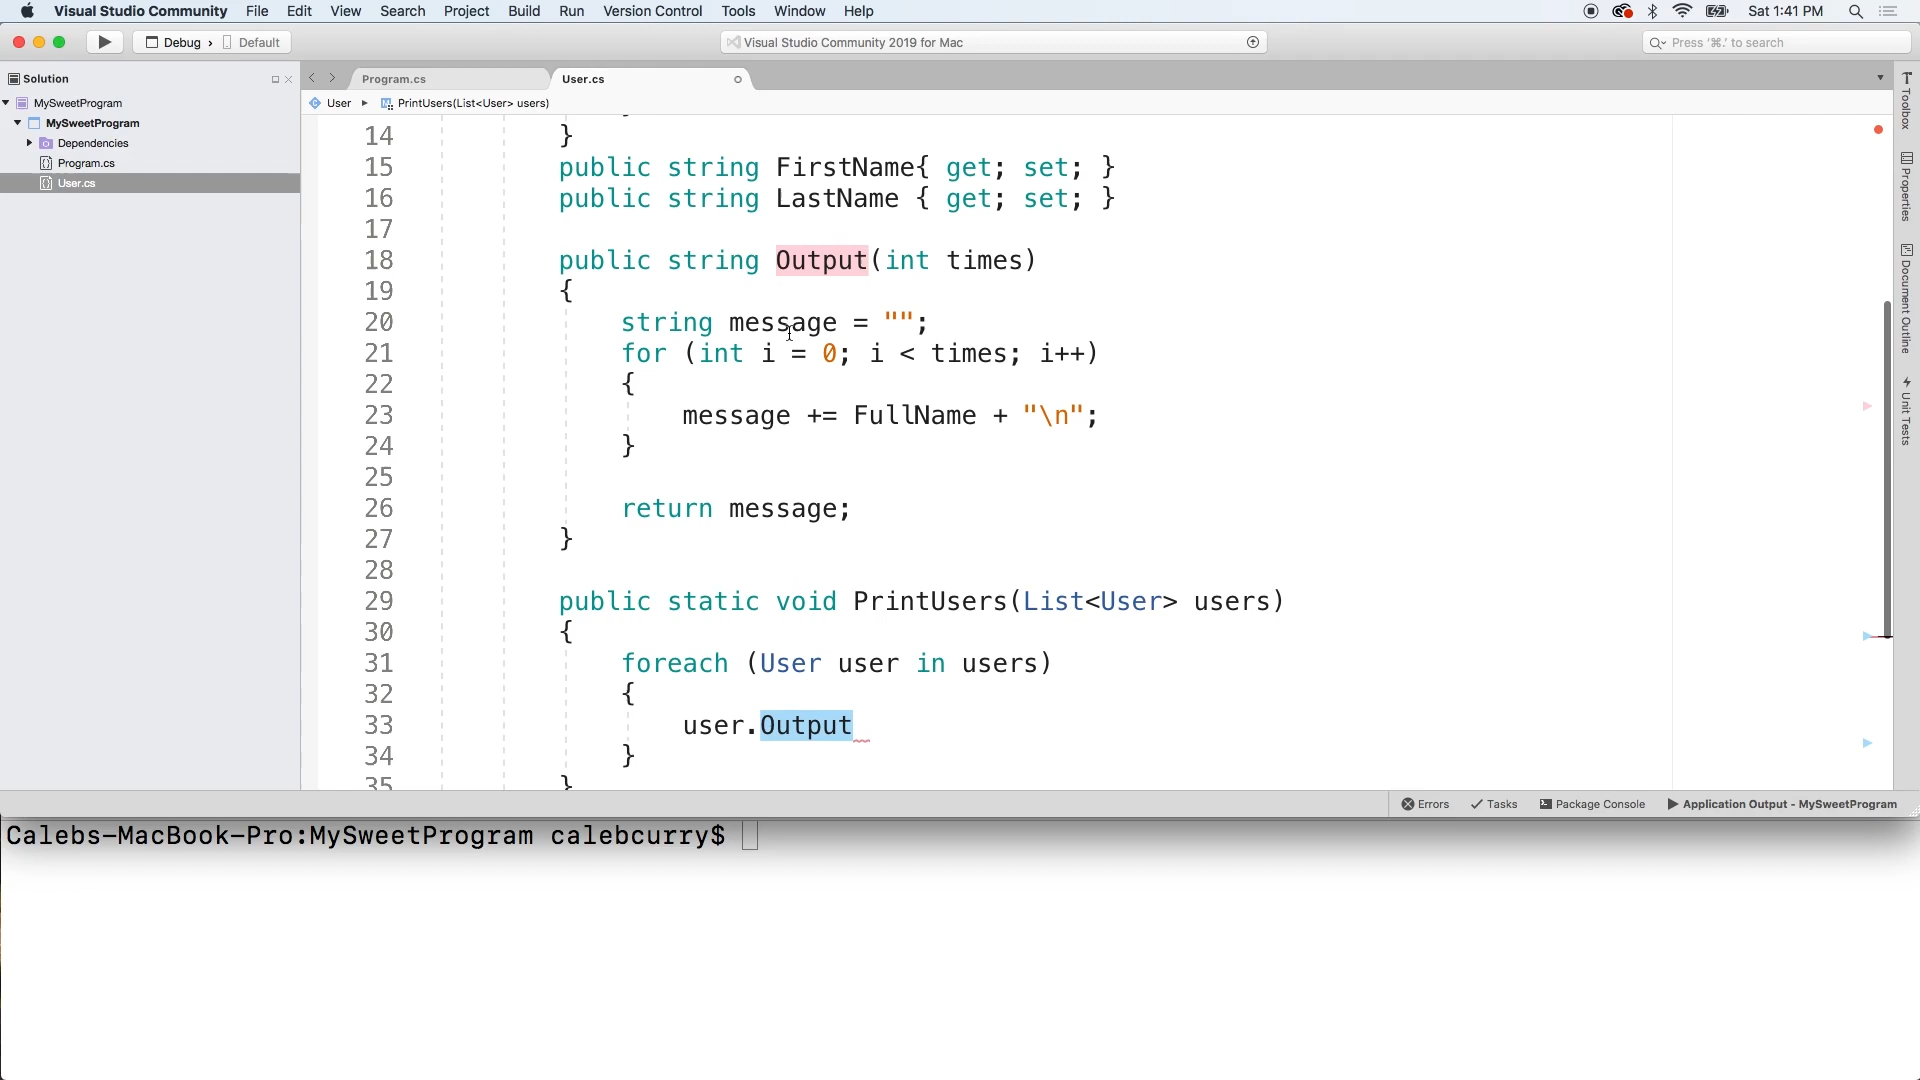 Visual Studio Community File Edit View Search Project Build Run Version Control Tools Window Help Sat 1:41 PM
Debug › Default Visual Studio Community 2019 for Mac Press '⌘.' to search
Solution Program.cs User.cs
MySweetProgram
MySweetProgram
Dependencies
Program.cs
User.cs
User ▸ PrintUsers(List<User> users)
14 }
15 public string FirstName{ get; set; }
16 public string LastName { get; set; }
17
18 public string Output(int times)
19 {
20 string message = "";
21 for (int i = 0; i < times; i++)
22 {
23 message += FullName + "\n";
24 }
25
26 return message;
27 }
28
29 public static void PrintUsers(List<User> users)
30 {
31 foreach (User user in users)
32 {
33 user.Output
34 }
35 }
Toolbox
Properties
Document Outline
Unit Tests
Errors Tasks Package Console Application Output - MySweetProgram
Calebs-MacBook-Pro:MySweetProgram calebcurry$